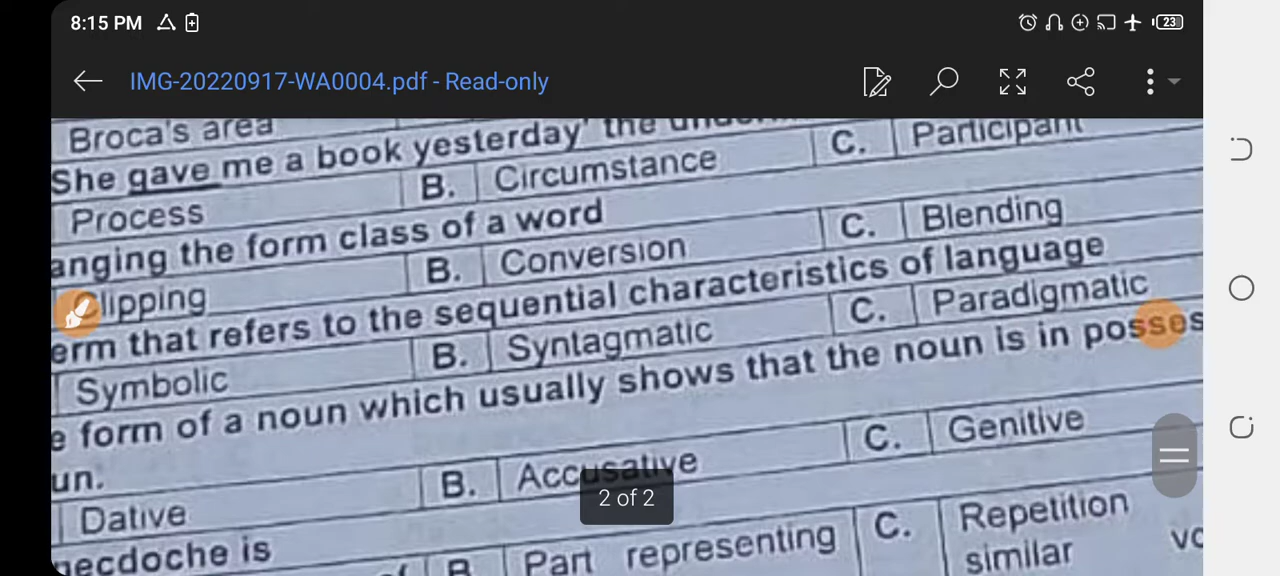 8:15 PM 23
IMG-20220917-WA0004.pdf - Read-only
Broca's area
She gave me a book yesterday' the
C. Participant
Process B. Circumstance
anging the form class of a word
C. Blending
Clipping B. Conversion
erm that refers to the sequential characteristics of language
C. Paradigmatic
Symbolic B. Syntagmatic
e form of a noun which usually shows that the noun is in posses
un.
C. Genitive
Dative B. Accusative
2 of 2
necdoche is
B Part representing C. Repetition
similar